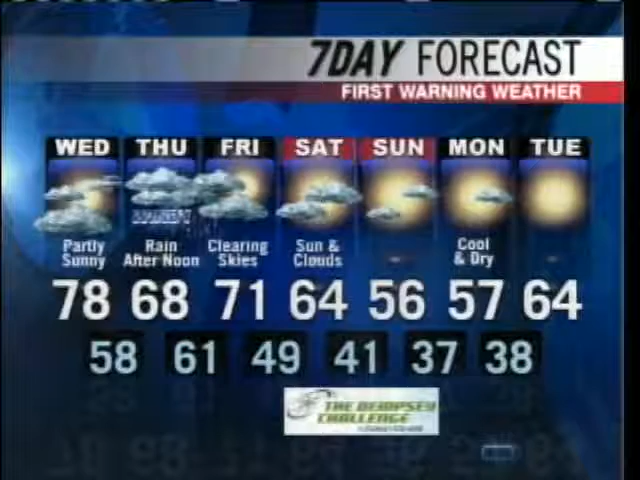 7DAY FORECAST
FIRST WARNING WEATHER
WED THU FRI SAT SUN MON TUE
WINDY
Partly Sunny
Rain After Noon
Clearing Skies
Sun & Clouds
Cool & Dry
78 68 71 64 56 57 64
58 61 49 41 37 38
THE DEMPSEY
CHALLENGE